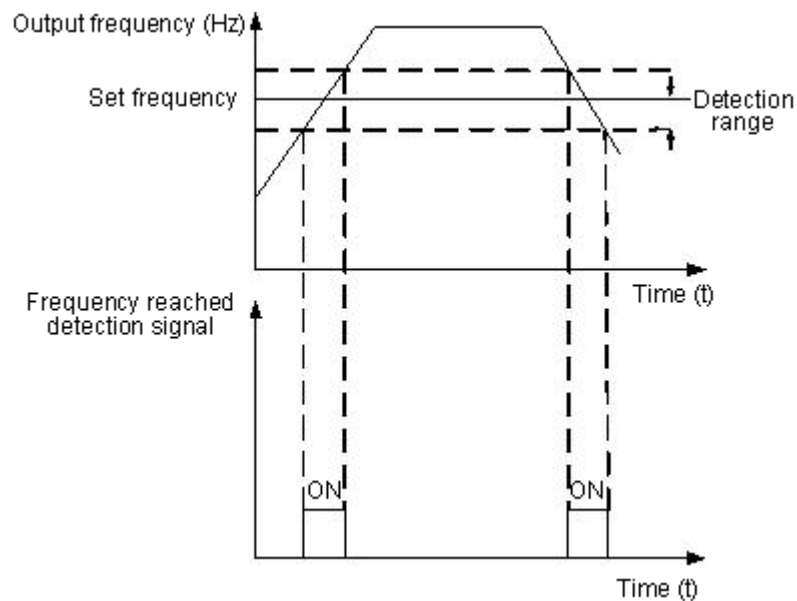 Output frequency (Hz)
Set frequency
Detection
range
Time (t)
Frequency reached
detection signal
ON
ON
Time (t)